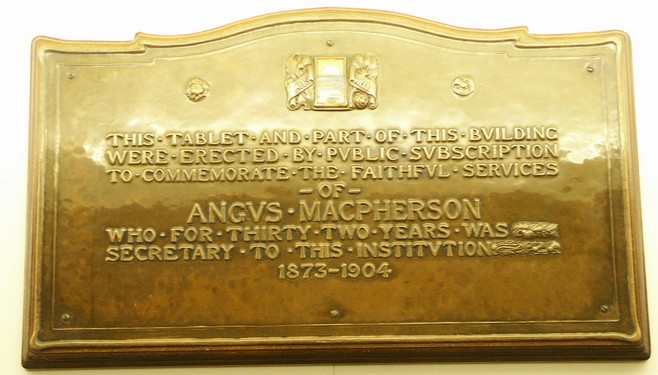 THIS·TABLET·AND·PART·OF·THIS·BVILDING
WERE·ERECTED·BY·PVBLIC·SVBSCRIPTION
TO·COMMEMORATE·THE·FAITHFVL·SERVICES
–OF–
ANGVS·MACPHERSON
WHO·FOR·THIRTY·TWO·YEARS·WAS
SECRETARY·TO·THIS·INSTITVTION
1873–1904